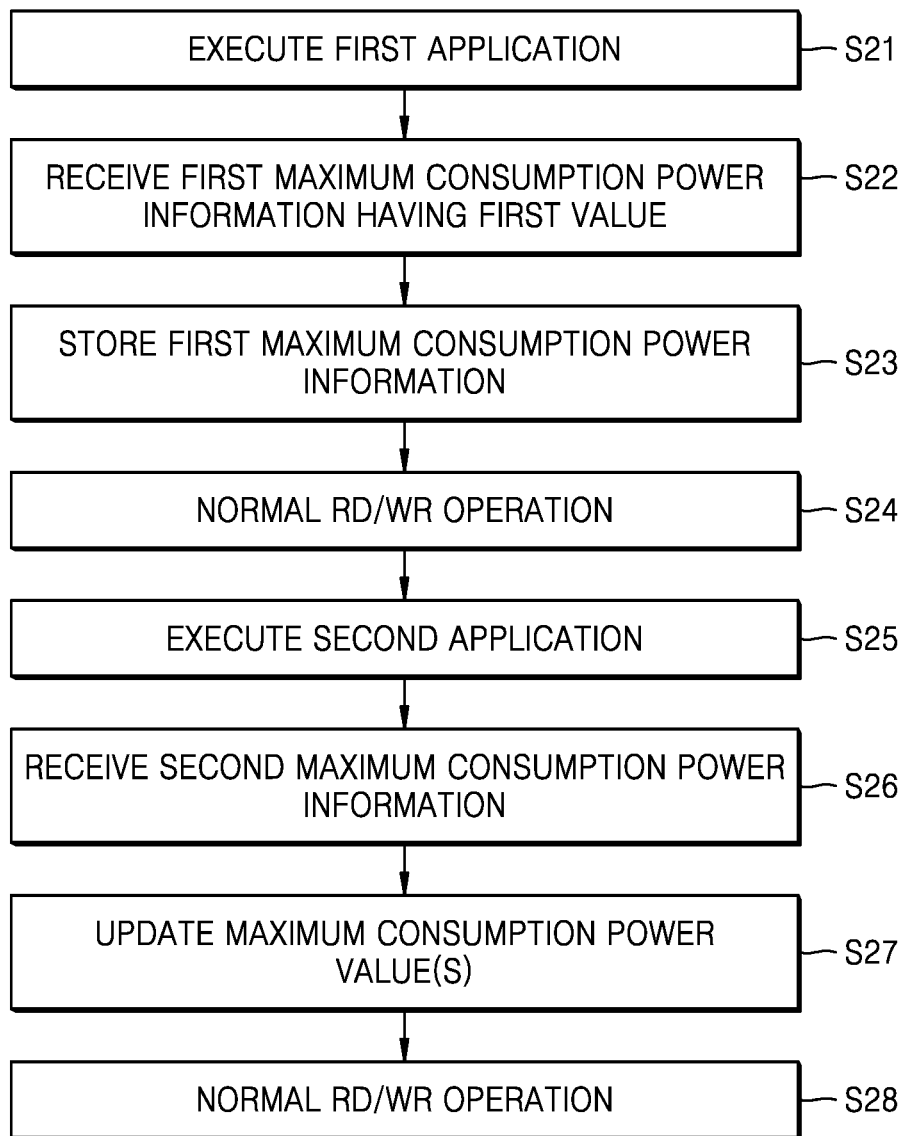 EXECUTE FIRST APPLICATION
S21
RECEIVE FIRST MAXIMUM CONSUMPTION POWER
INFORMATION HAVING FIRST VALUE
S22
STORE FIRST MAXIMUM CONSUMPTION POWER
INFORMATION
S23
NORMAL RD/WR OPERATION
S24
EXECUTE SECOND APPLICATION
S25
RECEIVE SECOND MAXIMUM CONSUMPTION POWER
INFORMATION
S26
UPDATE MAXIMUM CONSUMPTION POWER
VALUE(S)
S27
NORMAL RD/WR OPERATION
S28